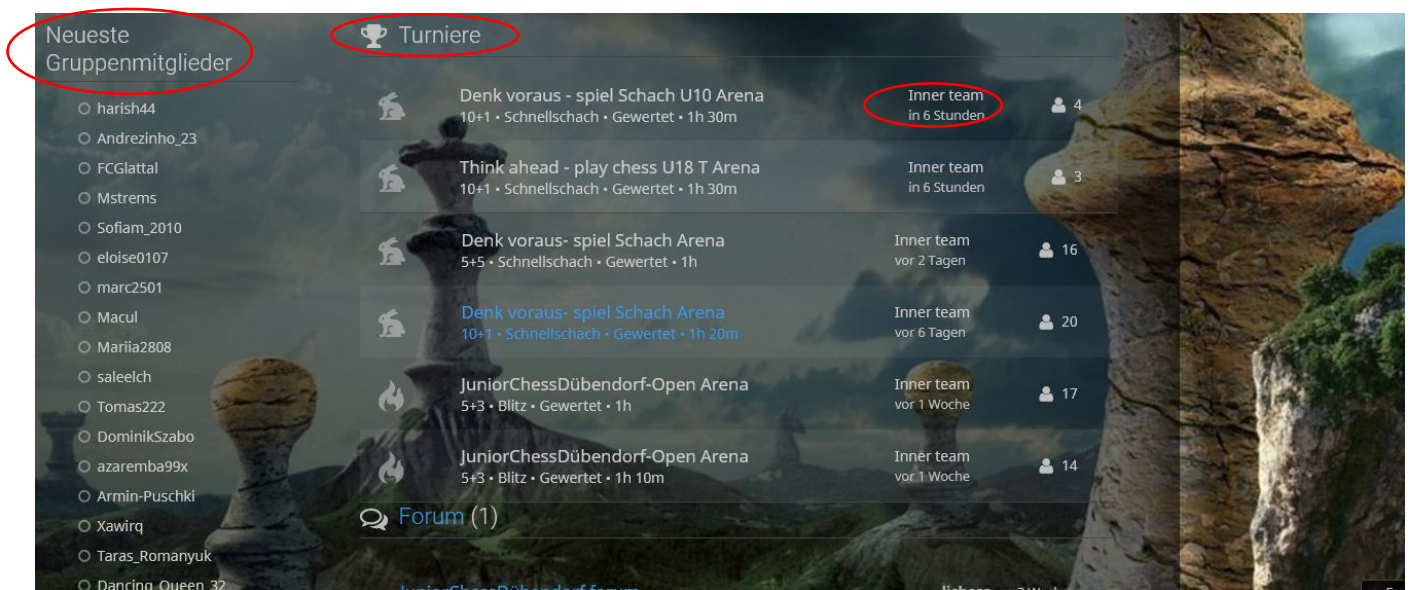 Neueste
Gruppenmitglieder
harish44
Andrezinho_23
FCGlattal
Mstrems
Sofiam_2010
eloise0107
marc2501
Macul
Mariia2808
saleelch
Tomas222
DominikSzabo
azaremba99x
Armin-Puschki
Xawirq
Taras_Romanyuk
Dancing_Queen_32
Turniere
Denk voraus - spiel Schach U10 Arena
10+1 • Schnellschach • Gewertet • 1h 30m
Inner team
in 6 Stunden
4
Think ahead - play chess U18 T Arena
10+1 • Schnellschach • Gewertet • 1h 30m
Inner team
in 6 Stunden
3
Denk voraus- spiel Schach Arena
5+5 • Schnellschach • Gewertet • 1h
Inner team
vor 2 Tagen
16
Denk voraus- spiel Schach Arena
10+1 • Schnellschach • Gewertet • 1h 20m
Inner team
vor 6 Tagen
20
JuniorChessDübendorf-Open Arena
5+3 • Blitz • Gewertet • 1h
Inner team
vor 1 Woche
17
JuniorChessDübendorf-Open Arena
5+3 • Blitz • Gewertet • 1h 10m
Inner team
vor 1 Woche
14
Forum (1)
JuniorChessDübendorf forum